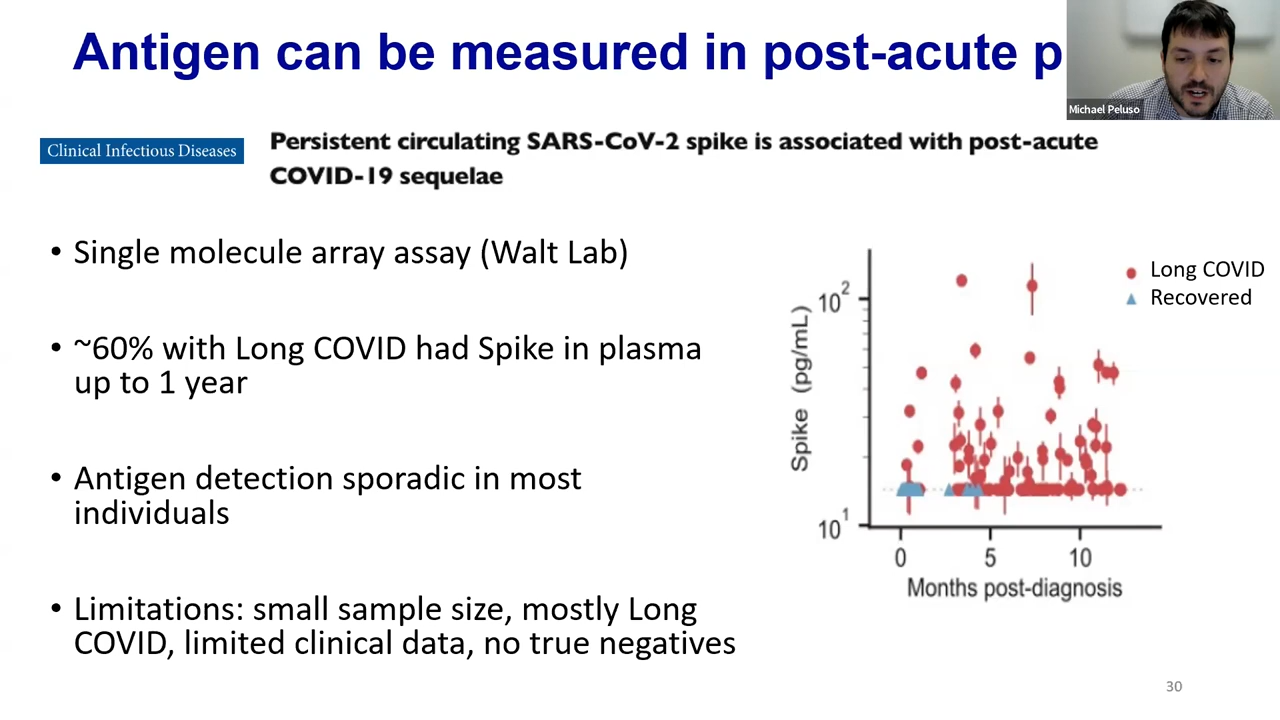 Antigen can be measured in post-acute p
Michael Peluso
Clinical Infectious Diseases
Persistent circulating SARS-CoV-2 spike is associated with post-acute
COVID-19 sequelae
• Single molecule array assay (Walt Lab)
• ~60% with Long COVID had Spike in plasma
up to 1 year
• Antigen detection sporadic in most
individuals
• Limitations: small sample size, mostly Long
COVID, limited clinical data, no true negatives
Long COVID
Recovered
Spike (pg/mL)
10²
10¹
0 5 10
Months post-diagnosis
30